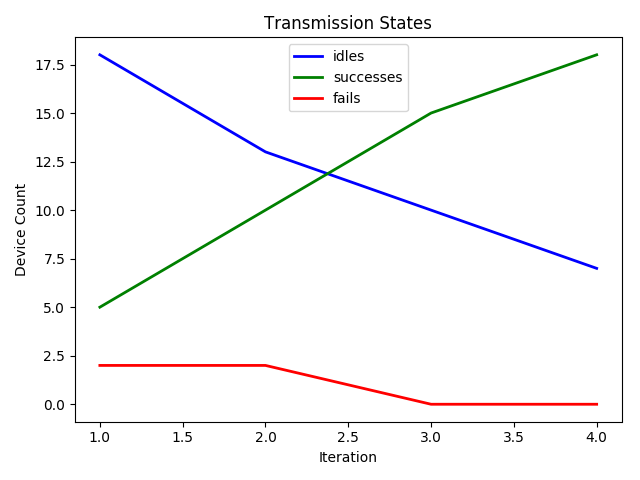 Transmission States
idles
successes
fails
17.5
15.0
12.5
10.0
7.5
5.0
2.5
0.0
Device Count
1.0 1.5 2.0 2.5 3.0 3.5 4.0
Iteration